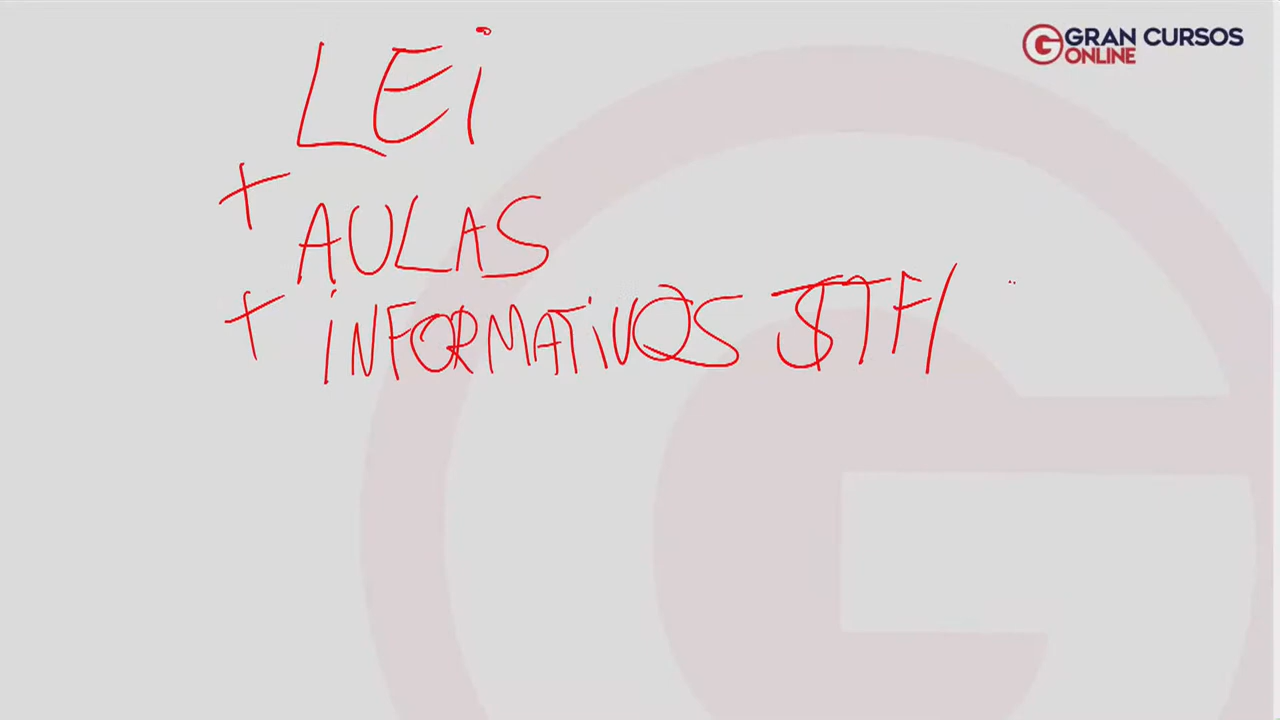 GRAN CURSOS
ONLINE
LEi
+
AULAS
+ iNFORMATiVOS STF/